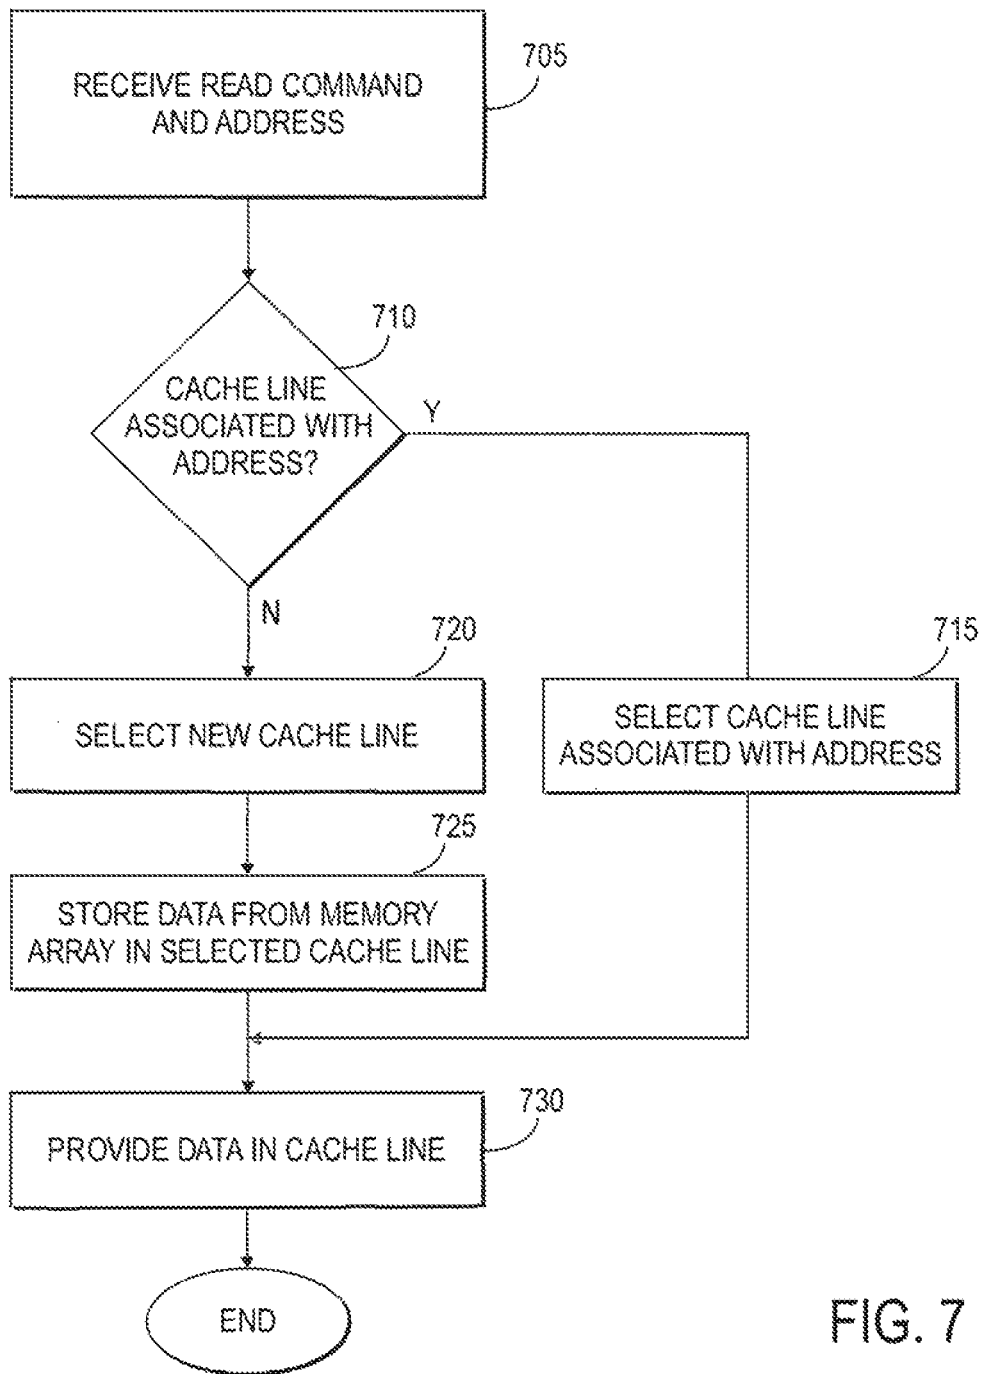 705
RECEIVE READ COMMAND
AND ADDRESS
710
CACHE LINE
ASSOCIATED WITH
ADDRESS?
Y
N
720
SELECT NEW CACHE LINE
715
SELECT CACHE LINE
ASSOCIATED WITH ADDRESS
725
STORE DATA FROM MEMORY
ARRAY IN SELECTED CACHE LINE
730
PROVIDE DATA IN CACHE LINE
END
FIG. 7